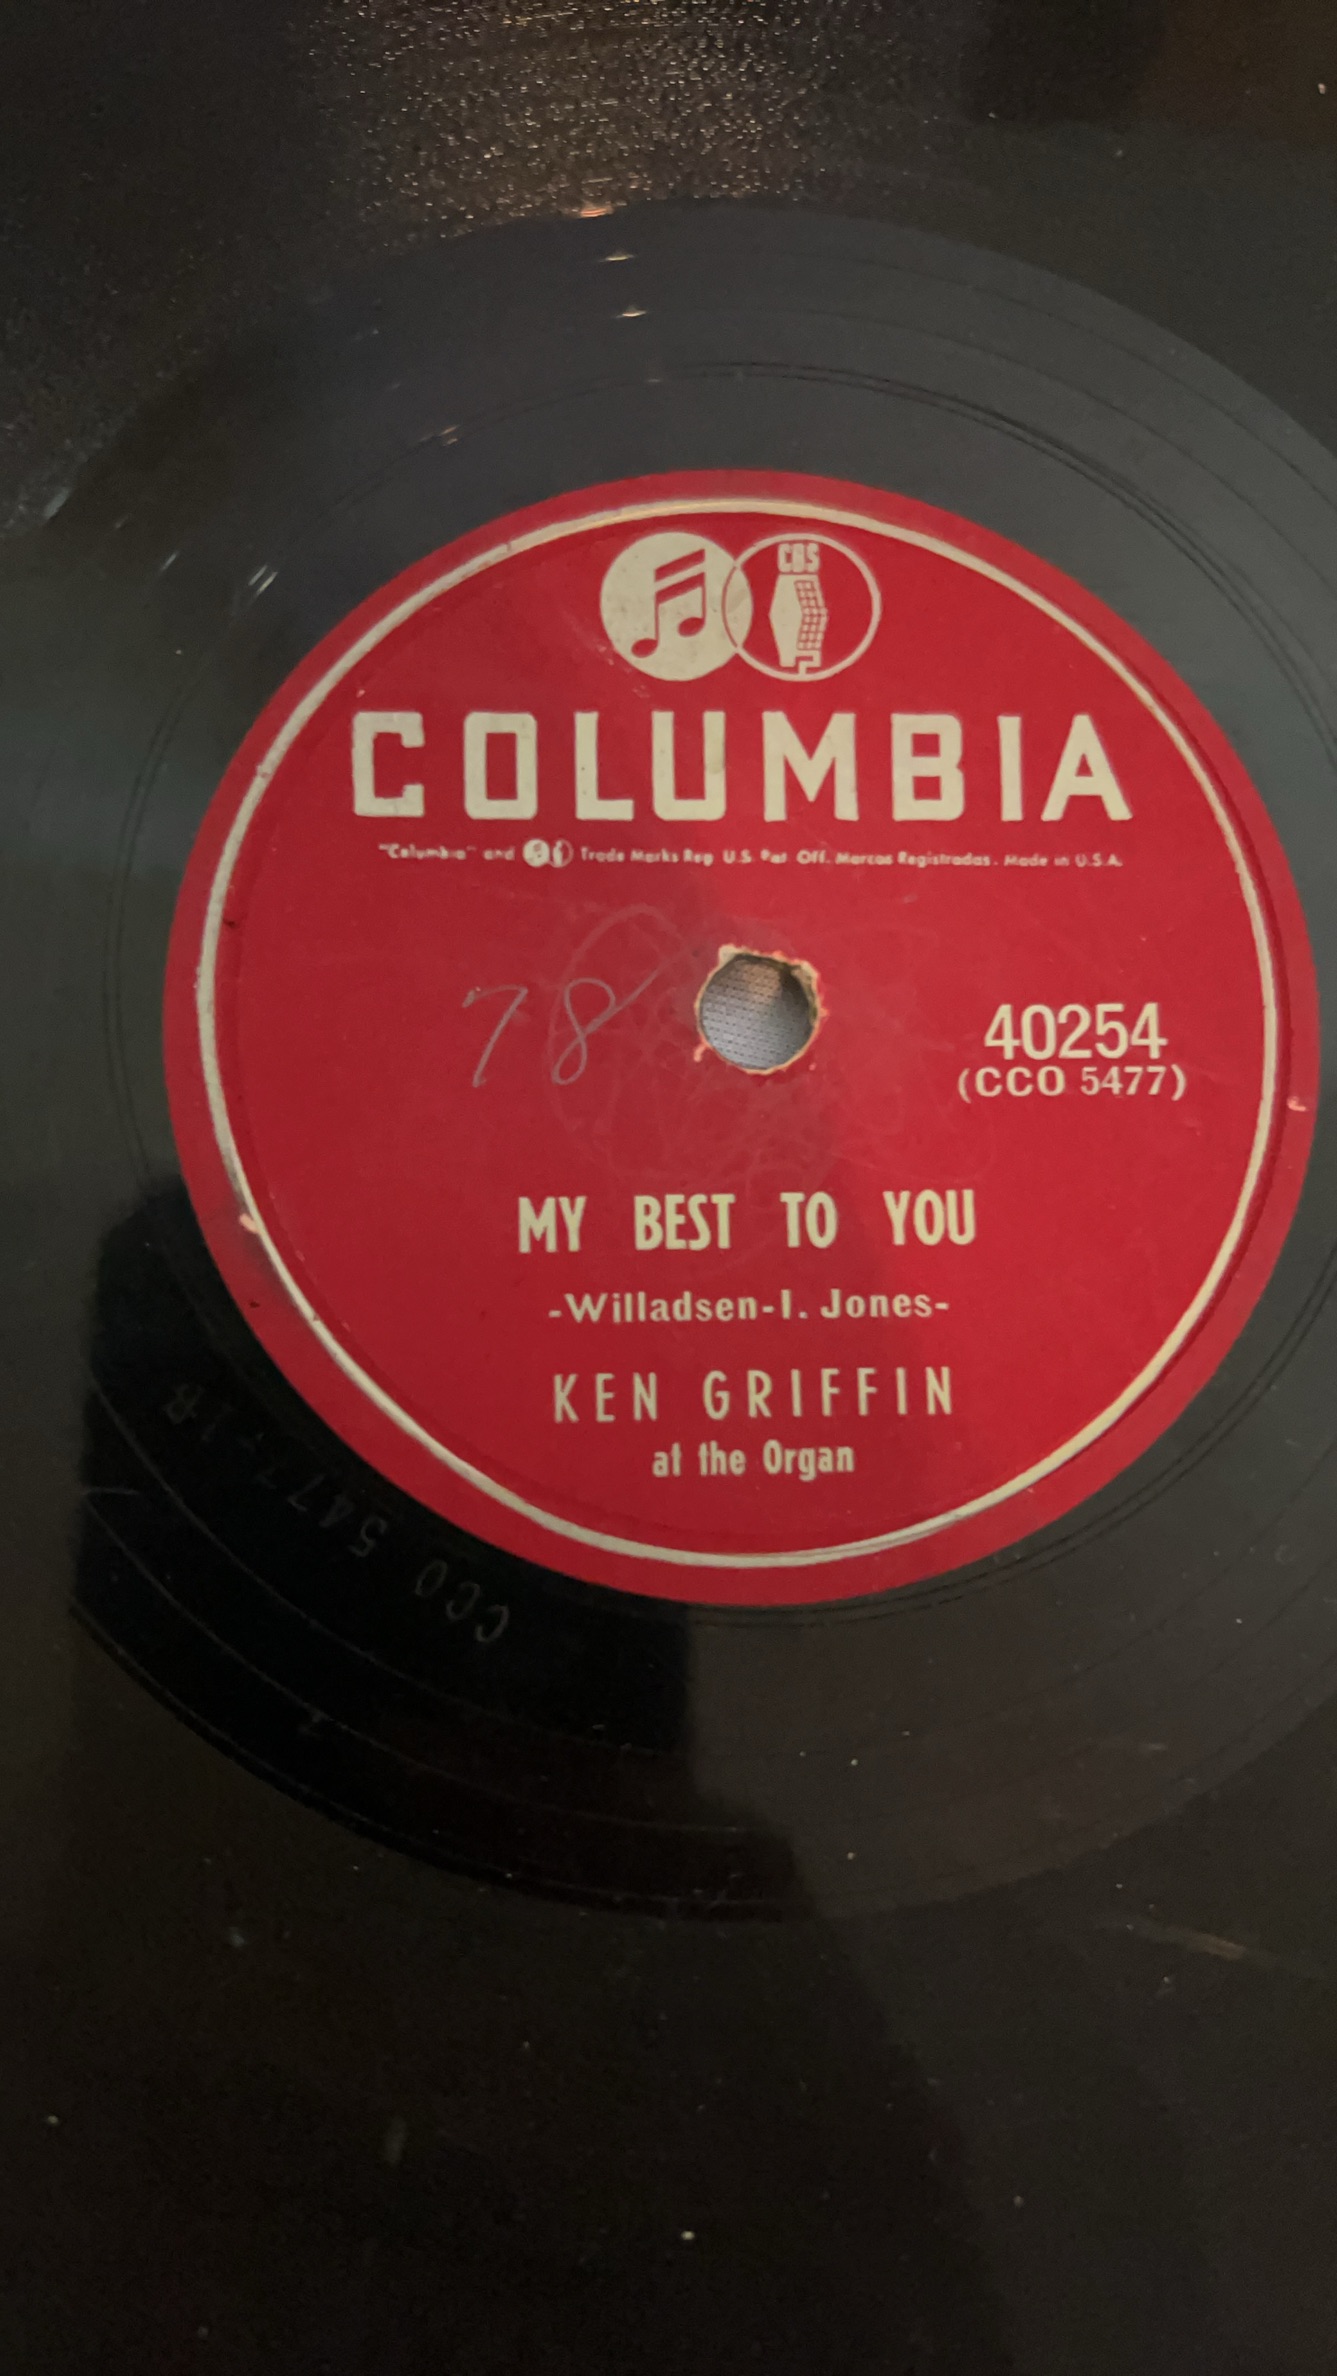 CBS
COLUMBIA
"Columbia" and Trade Marks Reg U.S. Pat Off. Marcas Registradas. Made in U.S.A.
78
40254
(CCO 5477)
MY BEST TO YOU
-Willadsen-I. Jones-
KEN GRIFFIN
at the Organ
CCO 5477-1B